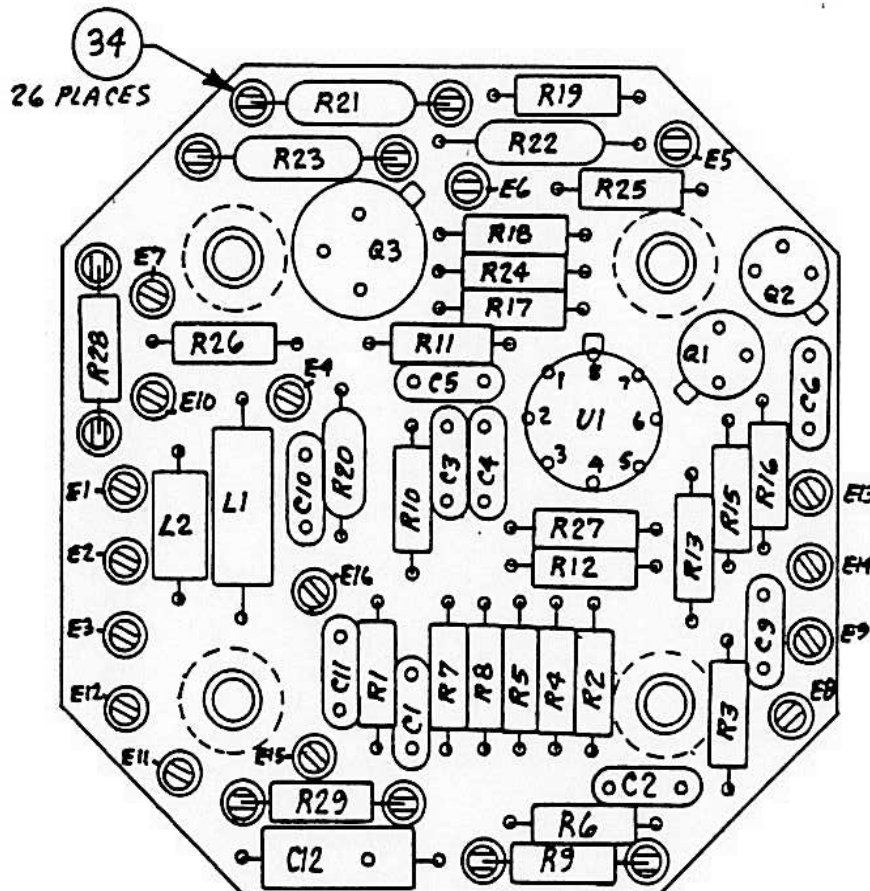 34
26 PLACES
R21
R19
R23
R22
E5
E6
R25
Q3
R18
R24
R17
E7
Q2
R28
R26
R11
Q1
E10
E4
C5
1
8
7
2
U1
6
3
4
5
C6
E1
L2
L1
C10
R20
R10
C3
C4
R13
R15
R16
E13
E2
R27
R12
E14
E16
E3
E12
C11
R1
C1
R7
R8
R5
R4
R2
R3
C9
E9
E8
E11
E15
R29
C2
R6
C12
R9